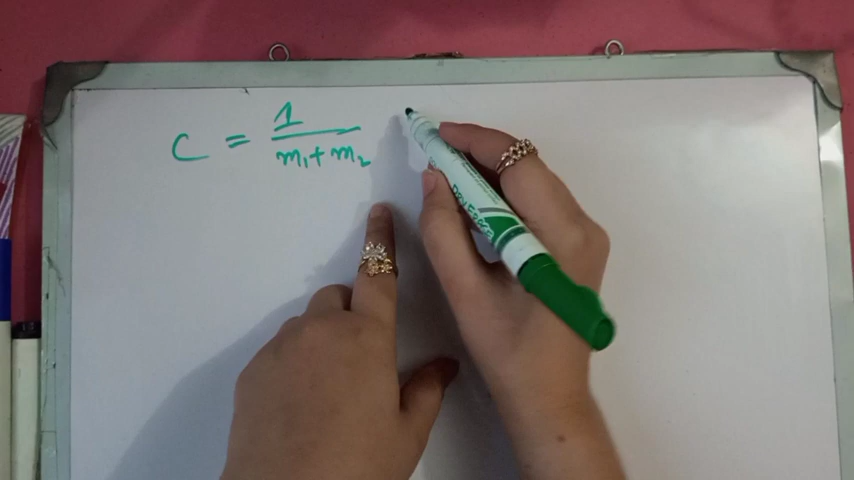 C = 1/(m₁+m₂)